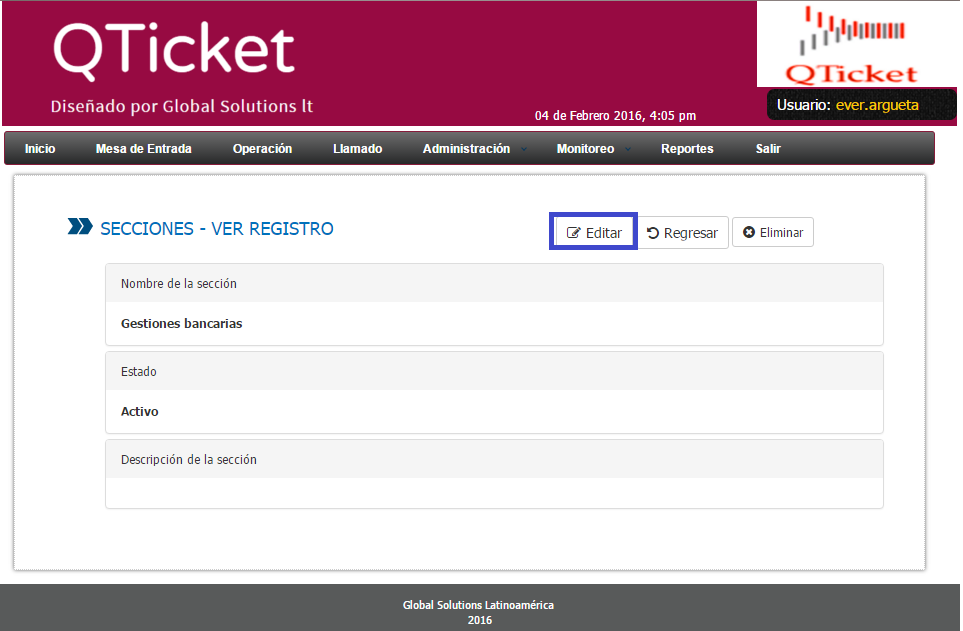 QTicket
Diseñado por Global Solutions lt
QTicket
04 de Febrero 2016, 4:05 pm
Usuario: ever.argueta
Inicio Mesa de Entrada Operación Llamado Administración Monitoreo Reportes Salir
SECCIONES - VER REGISTRO
Editar Regresar Eliminar
Nombre de la sección
Gestiones bancarias
Estado
Activo
Descripción de la sección
Global Solutions Latinoamérica
2016